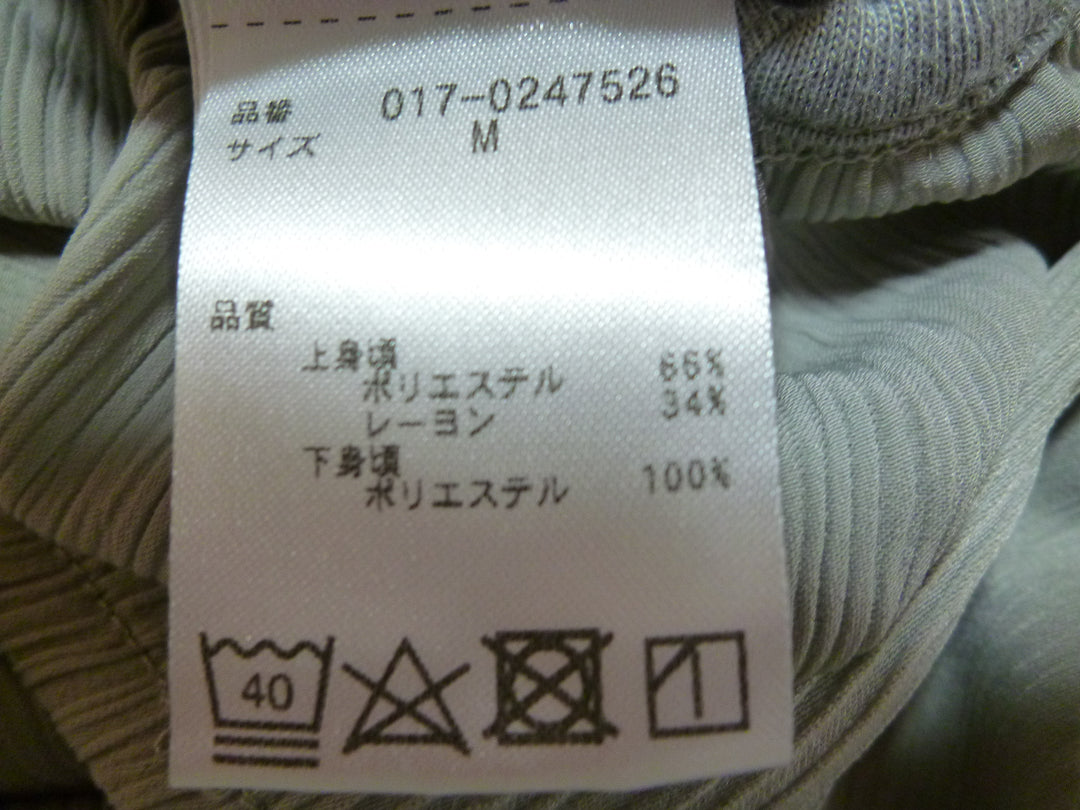 品番 017-0247526
サイズ M
品質
上身頃
ポリエステル 66%
レーヨン 34%
下身頃
ポリエステル 100%
40